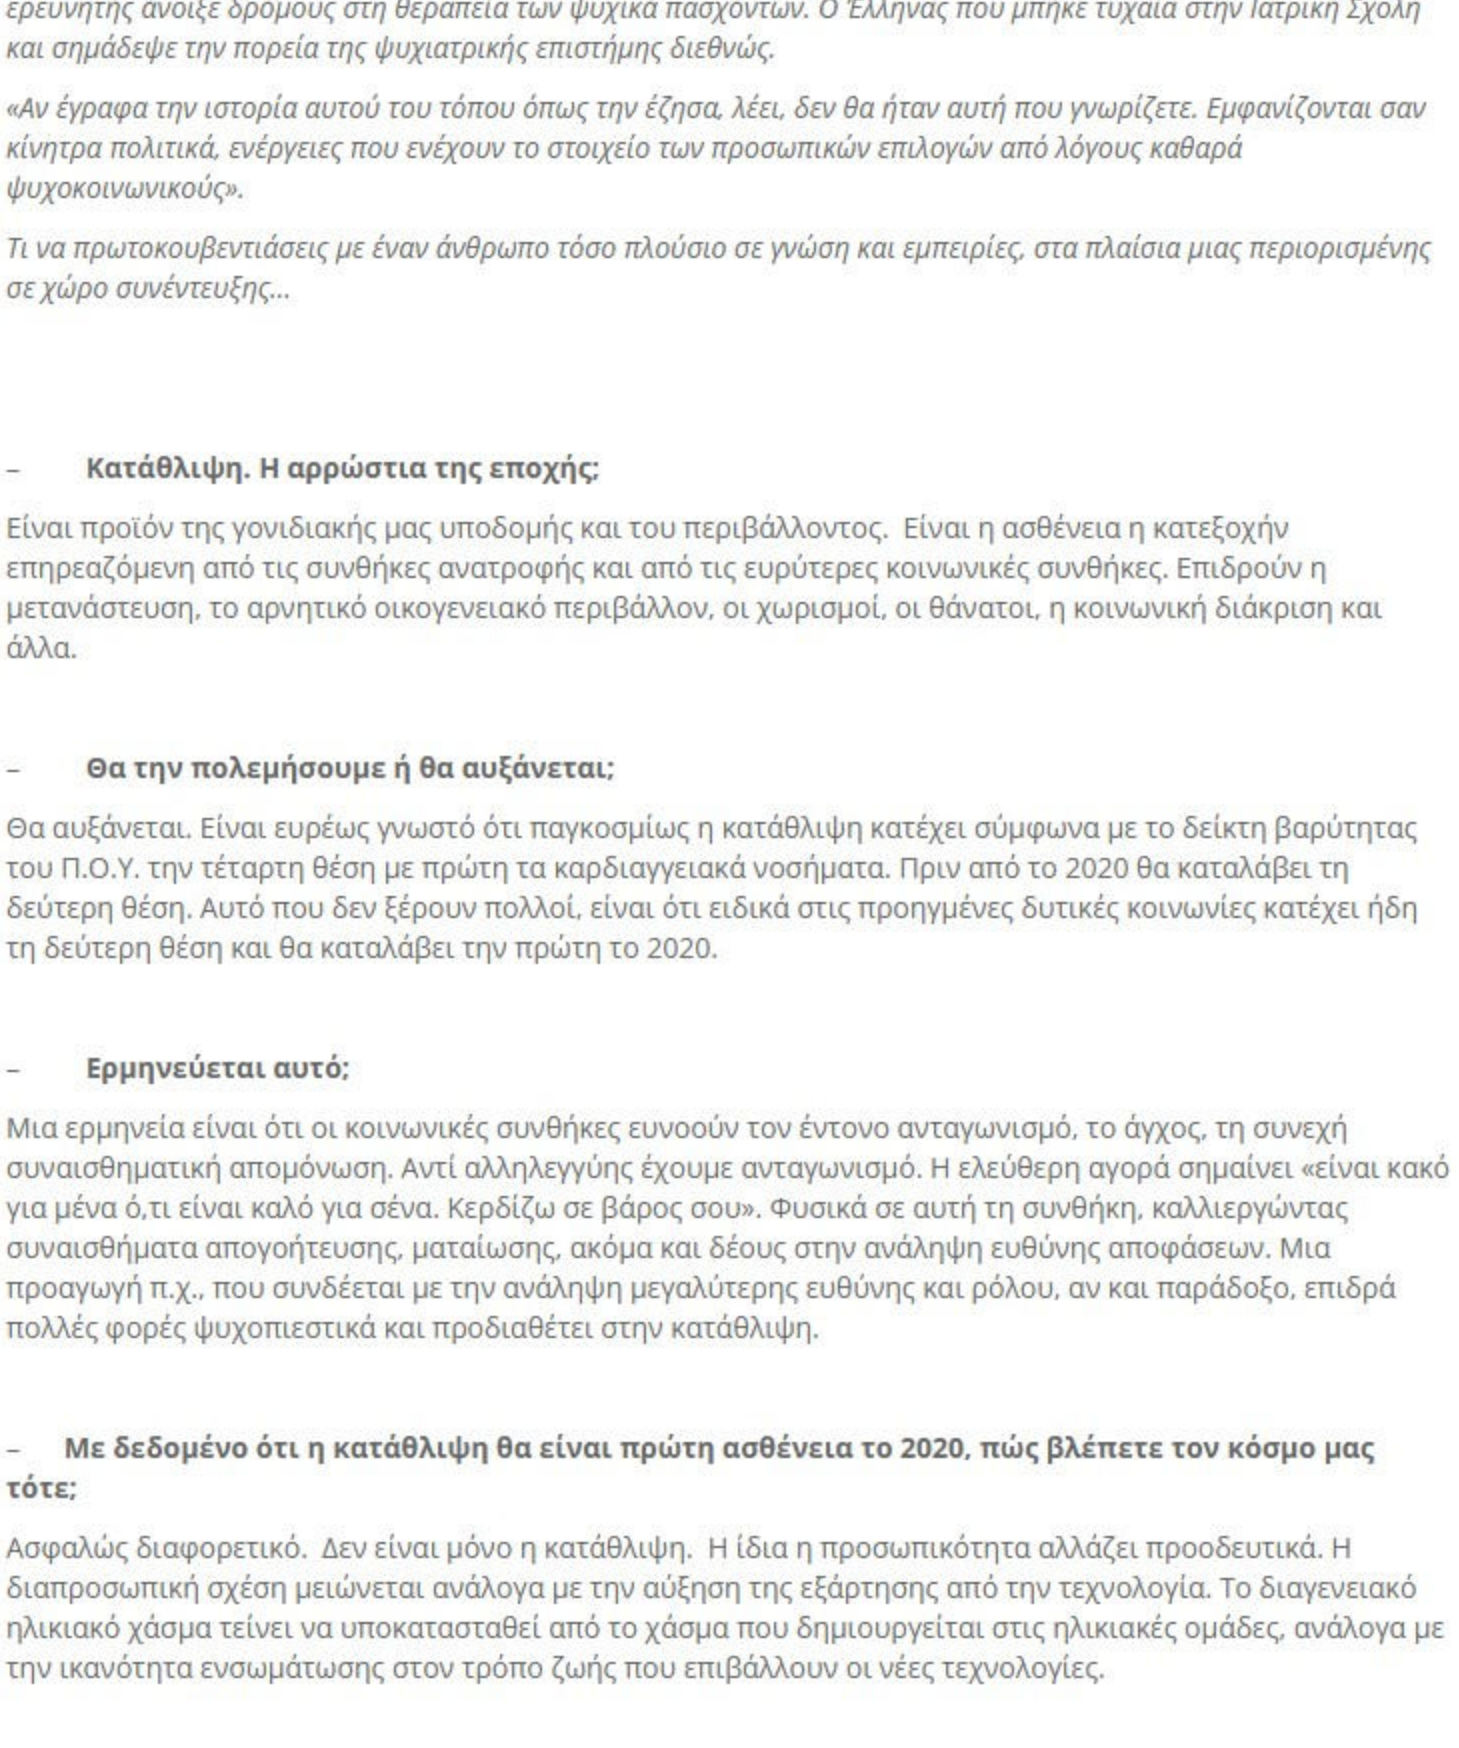 ερευνητής άνοιξε δρόμους στη θεραπεία των ψυχικά πασχόντων. Ο Έλληνας που μπήκε τυχαία στην Ιατρική Σχολή
και σημάδεψε την πορεία της ψυχιατρικής επιστήμης διεθνώς.
«Αν έγραφα την ιστορία αυτού του τόπου όπως την έζησα, λέει, δεν θα ήταν αυτή που γνωρίζετε. Εμφανίζονται σαν
κίνητρα πολιτικά, ενέργειες που ενέχουν το στοιχείο των προσωπικών επιλογών από λόγους καθαρά
ψυχοκοινωνικούς».
Τι να πρωτοκουβεντιάσεις με έναν άνθρωπο τόσο πλούσιο σε γνώση και εμπειρίες, στα πλαίσια μιας περιορισμένης
σε χώρο συνέντευξης...
– Κατάθλιψη. Η αρρώστια της εποχής;
Είναι προϊόν της γονιδιακής μας υποδομής και του περιβάλλοντος. Είναι η ασθένεια η κατεξοχήν
επηρεαζόμενη από τις συνθήκες ανατροφής και από τις ευρύτερες κοινωνικές συνθήκες. Επιδρούν η
μετανάστευση, το αρνητικό οικογενειακό περιβάλλον, οι χωρισμοί, οι θάνατοι, η κοινωνική διάκριση και
άλλα.
– Θα την πολεμήσουμε ή θα αυξάνεται;
Θα αυξάνεται. Είναι ευρέως γνωστό ότι παγκοσμίως η κατάθλιψη κατέχει σύμφωνα με το δείκτη βαρύτητας
του Π.Ο.Υ. την τέταρτη θέση με πρώτη τα καρδιαγγειακά νοσήματα. Πριν από το 2020 θα καταλάβει τη
δεύτερη θέση. Αυτό που δεν ξέρουν πολλοί, είναι ότι ειδικά στις προηγμένες δυτικές κοινωνίες κατέχει ήδη
τη δεύτερη θέση και θα καταλάβει την πρώτη το 2020.
– Ερμηνεύεται αυτό;
Μια ερμηνεία είναι ότι οι κοινωνικές συνθήκες ευνοούν τον έντονο ανταγωνισμό, το άγχος, τη συνεχή
συναισθηματική απομόνωση. Αντί αλληλεγγύης έχουμε ανταγωνισμό. Η ελεύθερη αγορά σημαίνει «είναι κακό
για μένα ό,τι είναι καλό για σένα. Κερδίζω σε βάρος σου». Φυσικά σε αυτή τη συνθήκη, καλλιεργώντας
συναισθήματα απογοήτευσης, ματαίωσης, ακόμα και δέους στην ανάληψη ευθύνης αποφάσεων. Μια
προαγωγή π.χ., που συνδέεται με την ανάληψη μεγαλύτερης ευθύνης και ρόλου, αν και παράδοξο, επιδρά
πολλές φορές ψυχοπιεστικά και προδιαθέτει στην κατάθλιψη.
– Με δεδομένο ότι η κατάθλιψη θα είναι πρώτη ασθένεια το 2020, πώς βλέπετε τον κόσμο μας
τότε;
Ασφαλώς διαφορετικό. Δεν είναι μόνο η κατάθλιψη. Η ίδια η προσωπικότητα αλλάζει προοδευτικά. Η
διαπροσωπική σχέση μειώνεται ανάλογα με την αύξηση της εξάρτησης από την τεχνολογία. Το διαγενειακό
ηλικιακό χάσμα τείνει να υποκατασταθεί από το χάσμα που δημιουργείται στις ηλικιακές ομάδες, ανάλογα με
την ικανότητα ενσωμάτωσης στον τρόπο ζωής που επιβάλλουν οι νέες τεχνολογίες.